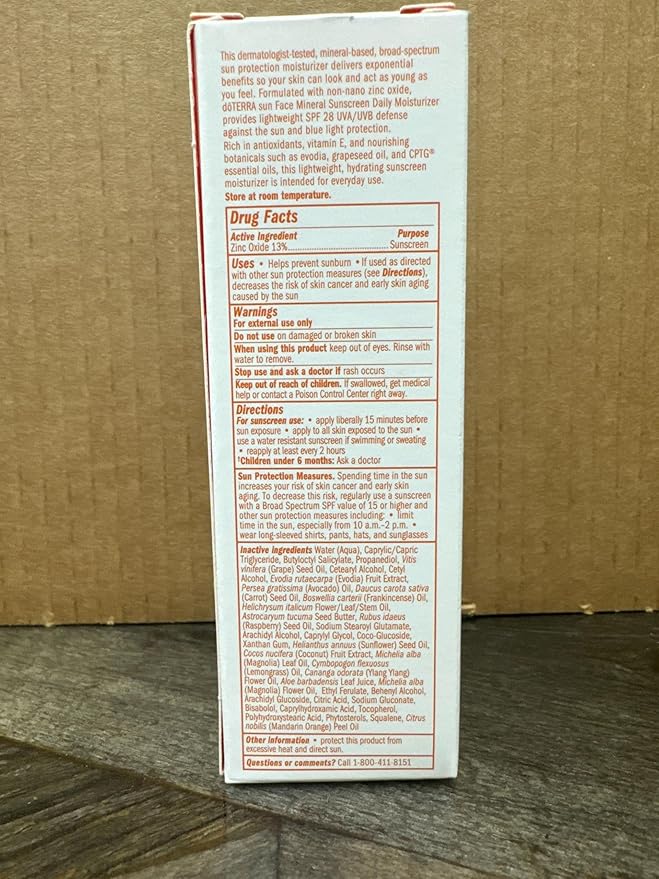 This dermatologist-tested, mineral-based, broad-spectrum
sun protection moisturizer delivers exponential
benefits so your skin can look and act as young as
you feel. Formulated with non-nano zinc oxide,
dōTERRA sun Face Mineral Sunscreen Daily Moisturizer
provides lightweight SPF 28 UVA/UVB defense
against the sun and blue light protection.
Rich in antioxidants, vitamin E, and nourishing
botanicals such as evodia, grapeseed oil, and CPTG®
essential oils, this lightweight, hydrating sunscreen
moisturizer is intended for everyday use.
Store at room temperature.
Drug Facts
Active Ingredient Purpose
Zinc Oxide 13%.......................................Sunscreen
Uses • Helps prevent sunburn • If used as directed
with other sun protection measures (see Directions),
decreases the risk of skin cancer and early skin aging
caused by the sun
Warnings
For external use only
Do not use on damaged or broken skin
When using this product keep out of eyes. Rinse with
water to remove.
Stop use and ask a doctor if rash occurs
Keep out of reach of children. If swallowed, get medical
help or contact a Poison Control Center right away.
Directions
For sunscreen use: • apply liberally 15 minutes before
sun exposure • apply to all skin exposed to the sun •
use a water resistant sunscreen if swimming or sweating
• reapply at least every 2 hours
†Children under 6 months: Ask a doctor
Sun Protection Measures. Spending time in the sun
increases your risk of skin cancer and early skin
aging. To decrease this risk, regularly use a sunscreen
with a Broad Spectrum SPF value of 15 or higher and
other sun protection measures including: • limit
time in the sun, especially from 10 a.m.–2 p.m. •
wear long-sleeved shirts, pants, hats, and sunglasses
Inactive Ingredients Water (Aqua), Caprylic/Capric
Triglyceride, Butyloctyl Salicylate, Propanediol, Vitis
vinifera (Grape) Seed Oil, Cetearyl Alcohol, Cetyl
Alcohol, Evodia rutaecarpa (Evodia) Fruit Extract,
Persea gratissima (Avocado) Oil, Daucus carota sativa
(Carrot) Seed Oil, Boswellia carterii (Frankincense) Oil,
Helichrysum italicum Flower/Leaf/Stem Oil,
Astrocaryum tucuma Seed Butter, Rubus idaeus
(Raspberry) Seed Oil, Sodium Stearoyl Glutamate,
Arachidyl Alcohol, Caprylyl Glycol, Coco-Glucoside,
Xanthan Gum, Helianthus annuus (Sunflower) Seed Oil,
Cocos nucifera (Coconut) Fruit Extract, Michelia alba
(Magnolia) Leaf Oil, Cymbopogon flexuosus
(Lemongrass) Oil, Cananga odorata (Ylang Ylang)
Flower Oil, Aloe barbadensis Leaf Juice, Michelia alba
(Magnolia) Flower Oil, Ethyl Ferulate, Behenyl Alcohol,
Arachidyl Glucoside, Citric Acid, Sodium Gluconate,
Bisabolol, Caprylhydroxamic Acid, Tocopherol,
Polyhydroxystearic Acid, Phytosterols, Squalene, Citrus
nobilis (Mandarin Orange) Peel Oil
Other information • protect this product from
excessive heat and direct sun.
Questions or comments? Call 1-800-411-8151